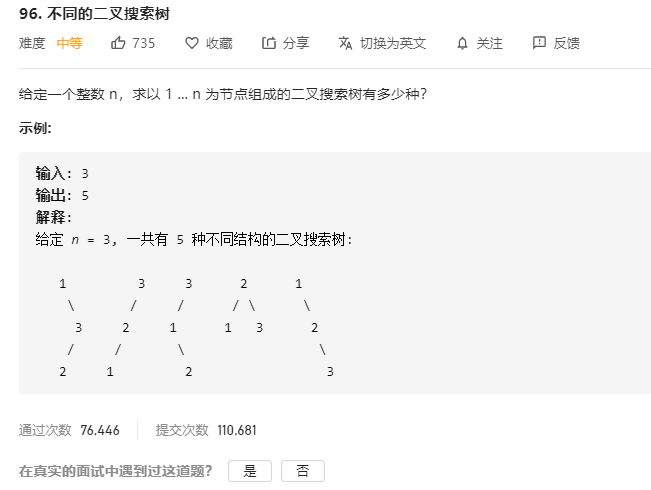 96. 不同的二叉搜索树
难度 中等 735 收藏 分享 切换为英文 关注 反馈
给定一个整数 n，求以 1 ... n 为节点组成的二叉搜索树有多少种？
示例:
输入: 3
输出: 5
解释:
给定 n = 3, 一共有 5 种不同结构的二叉搜索树:
1 3 3 2 1
\ / / / \ \
3 2 1 1 3 2
/ / \ \
2 1 2 3
通过次数 76,446 提交次数 110,681
在真实的面试中遇到过这道题？ 是 否